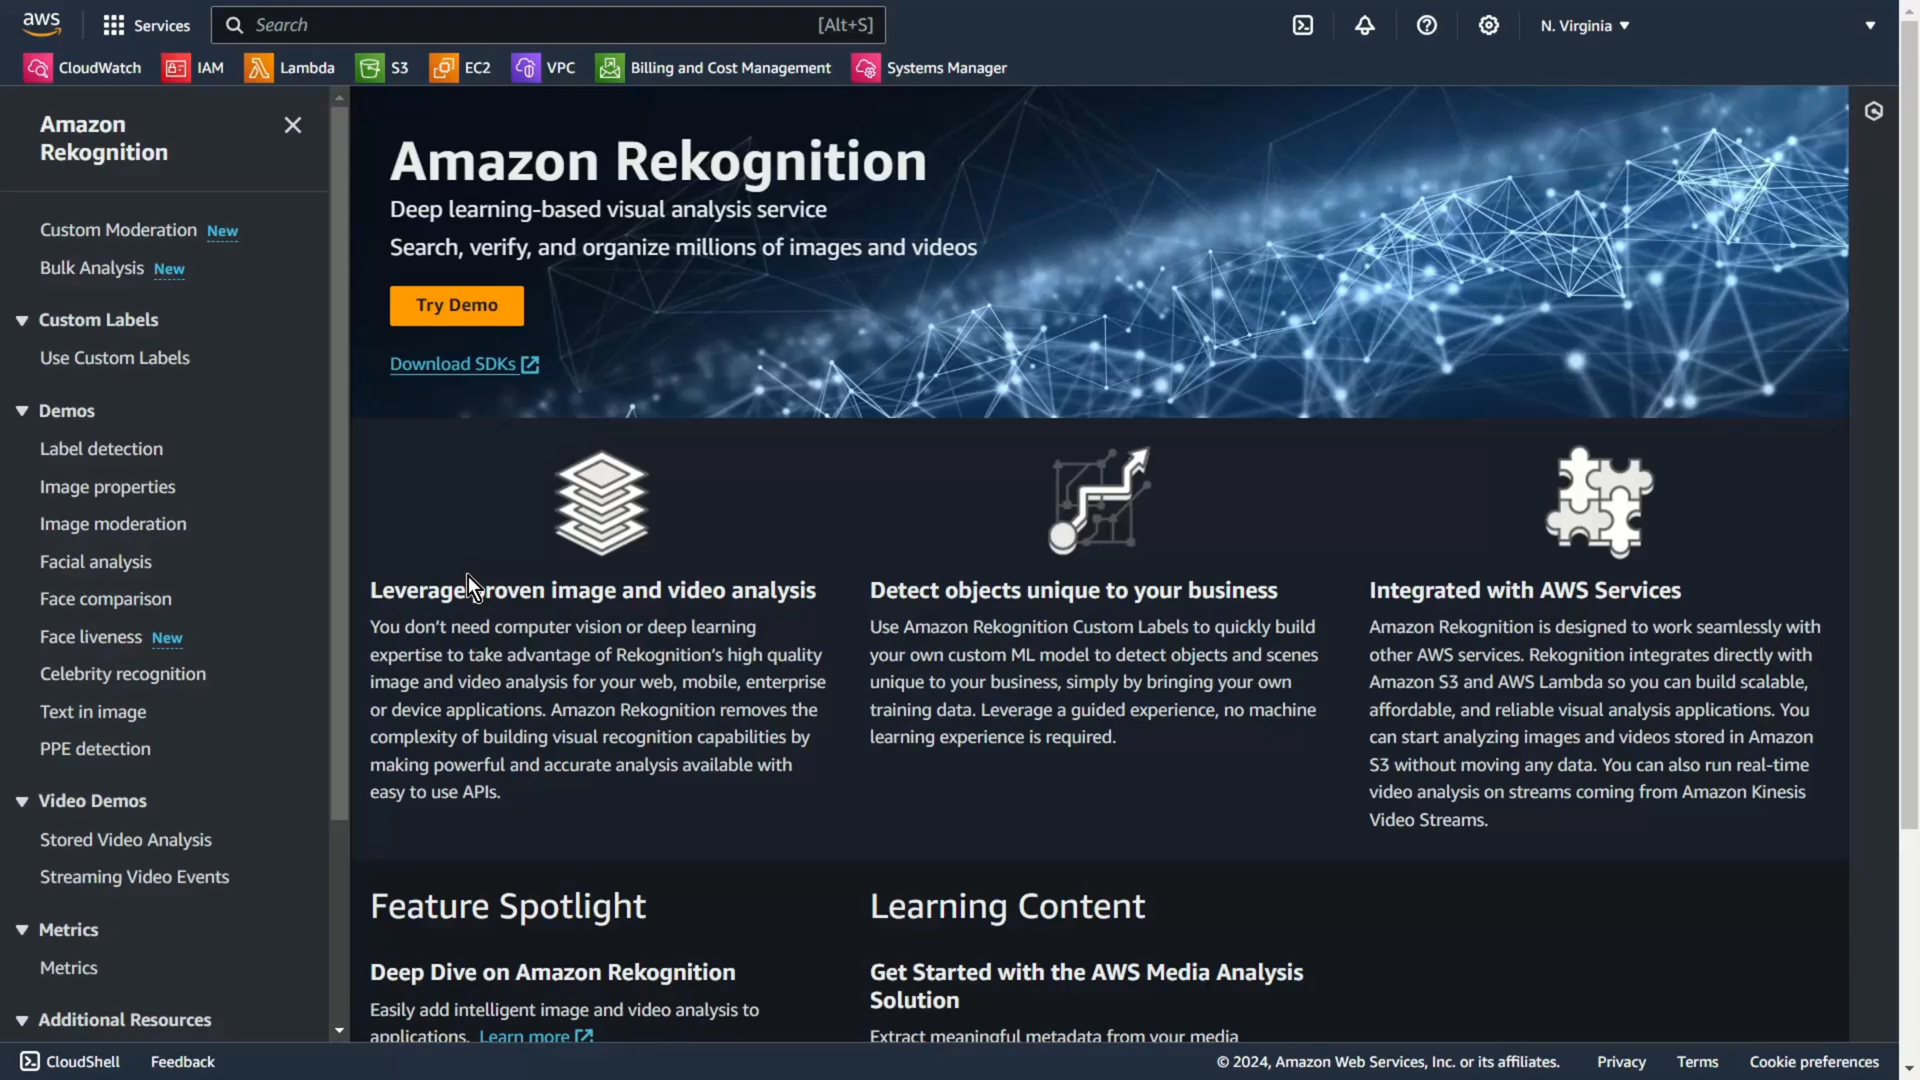 aws
Services
Search
[Alt+S]
N. Virginia
CloudWatch
IAM
Lambda
S3
EC2
VPC
Billing and Cost Management
Systems Manager
Amazon
Rekognition
Custom Moderation New
Bulk Analysis New
Custom Labels
Use Custom Labels
Demos
Label detection
Image properties
Image moderation
Facial analysis
Face comparison
Face liveness New
Celebrity recognition
Text in image
PPE detection
Video Demos
Stored Video Analysis
Streaming Video Events
Metrics
Metrics
Additional Resources
Amazon Rekognition
Deep learning-based visual analysis service
Search, verify, and organize millions of images and videos
Try Demo
Download SDKs
Leverage proven image and video analysis
You don’t need computer vision or deep learning
expertise to take advantage of Rekognition’s high quality
image and video analysis for your web, mobile, enterprise
or device applications. Amazon Rekognition removes the
complexity of building visual recognition capabilities by
making powerful and accurate analysis available with
easy to use APIs.
Detect objects unique to your business
Use Amazon Rekognition Custom Labels to quickly build
your own custom ML model to detect objects and scenes
unique to your business, simply by bringing your own
training data. Leverage a guided experience, no machine
learning experience is required.
Integrated with AWS Services
Amazon Rekognition is designed to work seamlessly with
other AWS services. Rekognition integrates directly with
Amazon S3 and AWS Lambda so you can build scalable,
affordable, and reliable visual analysis applications. You
can start analyzing images and videos stored in Amazon
S3 without moving any data. You can also run real-time
video analysis on streams coming from Amazon Kinesis
Video Streams.
Feature Spotlight
Deep Dive on Amazon Rekognition
Easily add intelligent image and video analysis to
applications. Learn more
Learning Content
Get Started with the AWS Media Analysis
Solution
Extract meaningful metadata from your media
CloudShell
Feedback
© 2024, Amazon Web Services, Inc. or its affiliates.
Privacy
Terms
Cookie preferences